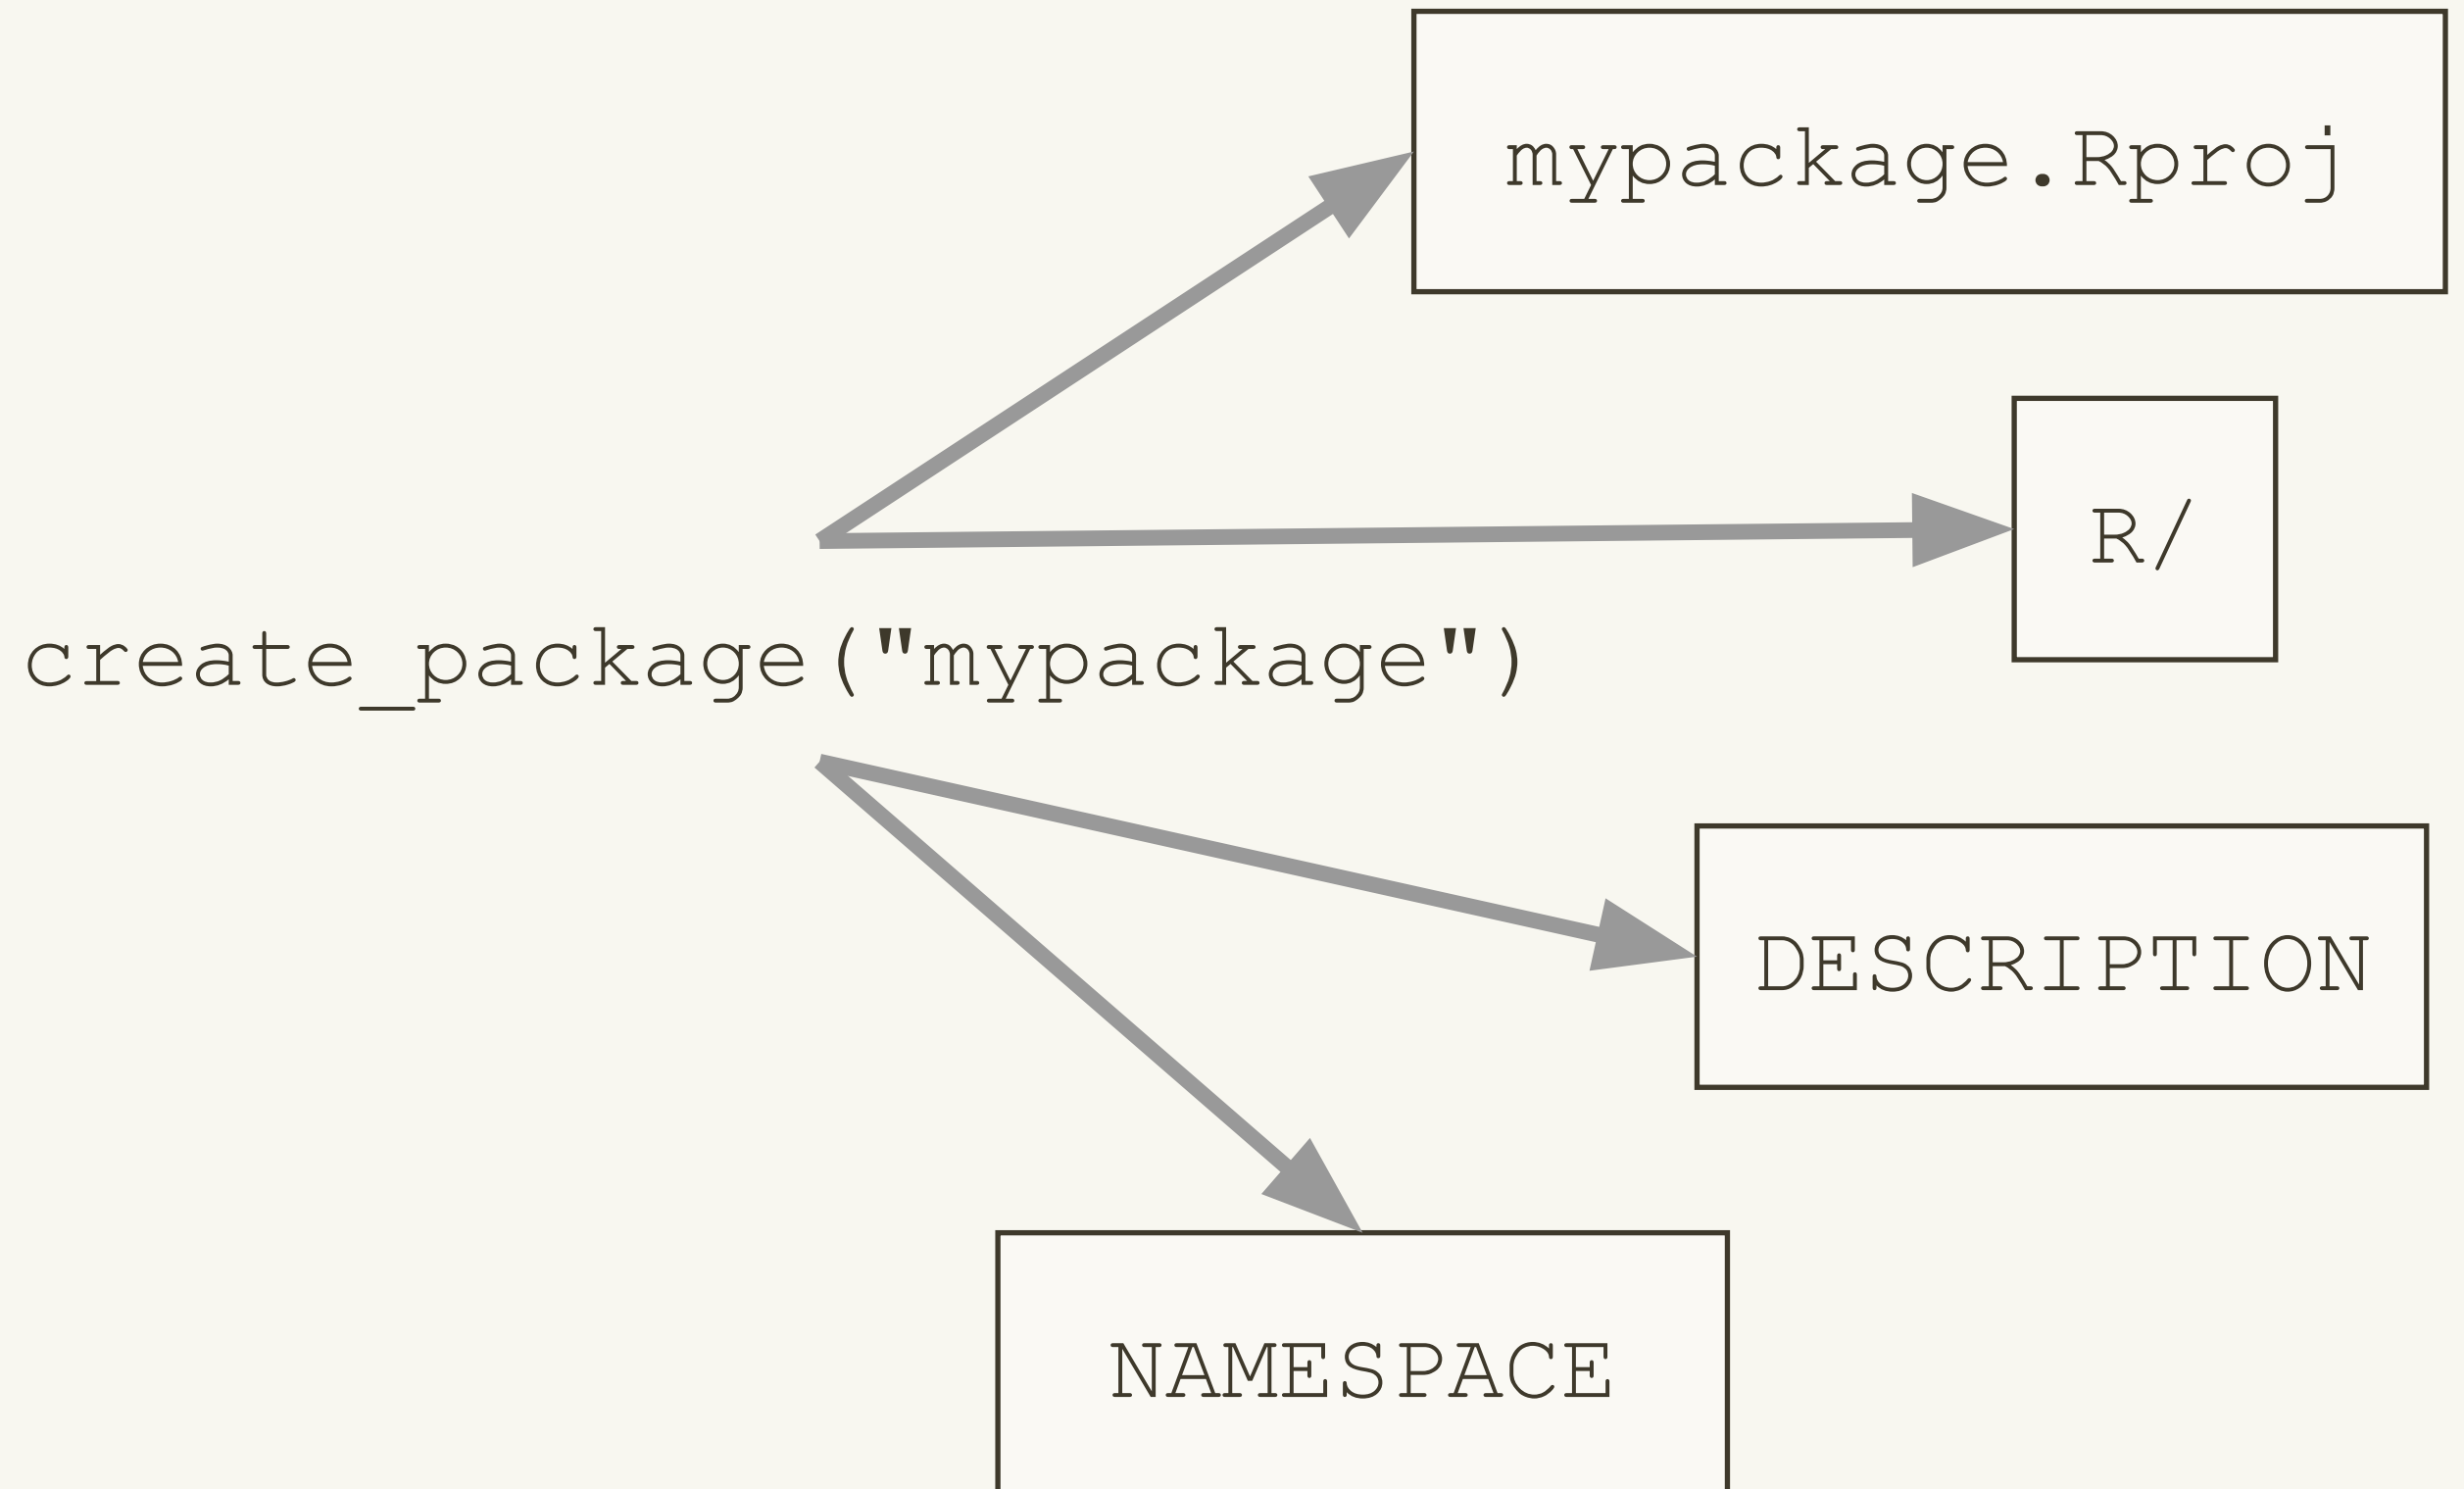 mypackage.Rproj
R/
create_package("mypackage")
DESCRIPTION
NAMESPACE